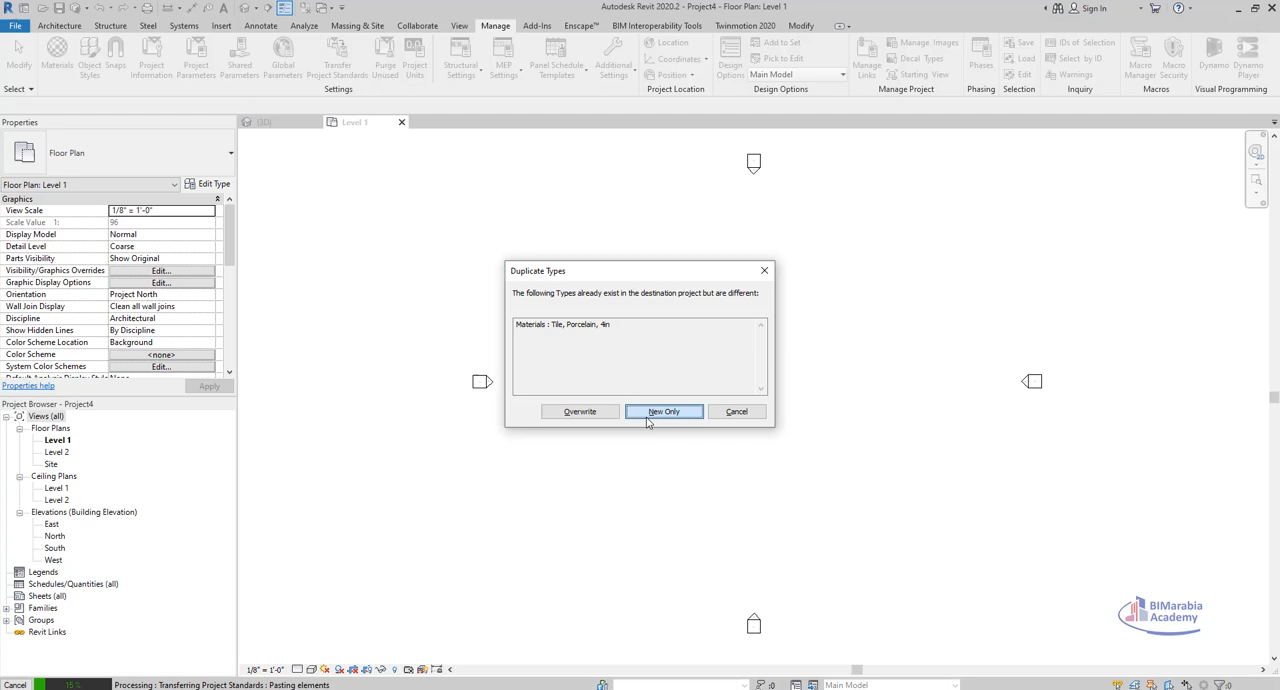 Autodesk Revit 2020.2 - Project4 - Floor Plan: Level 1
Sign In
File Architecture Structure Steel Systems Insert Annotate Analyze Massing & Site Collaborate View Manage Add-Ins Enscape™ BIM Interoperability Tools Twinmotion 2020 Modify
Modify
Materials
Object Styles
Snaps
Project Information
Project Parameters
Shared Parameters
Global Parameters
Transfer Project Standards
Purge Unused
Project Units
Structural Settings
MEP Settings
Panel Schedule Templates
Additional Settings
Location
Coordinates
Position
Design Options
Add to Set
Pick to Edit
Main Model
Manage Links
Manage Images
Decal Types
Starting View
Phases
Save
Load
Edit
IDs of Selection
Select by ID
Warnings
Macro Manager
Macro Security
Dynamo
Dynamo Player
Select
Settings
Project Location
Design Options
Manage Project
Phasing
Selection
Inquiry
Macros
Visual Programming
Properties
{3D}
Level 1
Floor Plan
Floor Plan: Level 1
Edit Type
Graphics
View Scale 1/8" = 1'-0"
Scale Value 1: 96
Display Model Normal
Detail Level Coarse
Parts Visibility Show Original
Visibility/Graphics Overrides Edit...
Graphic Display Options Edit...
Orientation Project North
Wall Join Display Clean all wall joins
Discipline Architectural
Show Hidden Lines By Discipline
Color Scheme Location Background
Color Scheme <none>
System Color Schemes Edit...
Properties help
Apply
Project Browser - Project4
Views (all)
Floor Plans
Level 1
Level 2
Site
Ceiling Plans
Level 1
Level 2
Elevations (Building Elevation)
East
North
South
West
Legends
Schedules/Quantities (all)
Sheets (all)
Families
Groups
Revit Links
Duplicate Types
The following Types already exist in the destination project but are different:
Materials : Tile, Porcelain, 4in
Overwrite
New Only
Cancel
BIMarabia
Academy
1/8" = 1'-0"
Cancel
15%
Processing : Transferring Project Standards : Pasting elements
:0
Main Model
:0